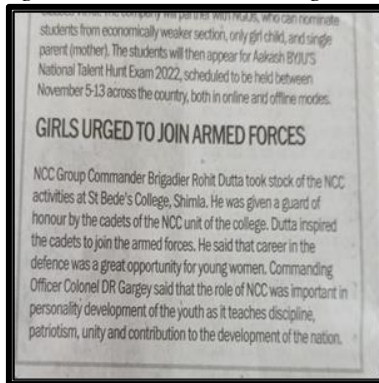 will partner with NGOs, who can nominate
students from economically weaker section, only girl child, and single
parent (mother). The students will then appear for Aakash BYJU'S
National Talent Hunt Exam 2022, scheduled to be held between
November 5-13 across the country, both in online and offline modes.
GIRLS URGED TO JOIN ARMED FORCES
NCC Group Commander Brigadier Rohit Dutta took stock of the NCC
activities at St Bede's College, Shimla. He was given a guard of
honour by the cadets of the NCC unit of the college. Dutta inspired
the cadets to join the armed forces. He said that career in the
defence was a great opportunity for young women. Commanding
Officer Colonel DR Gargey said that the role of NCC was important in
personality development of the youth as it teaches discipline,
patriotism, unity and contribution to the development of the nation.